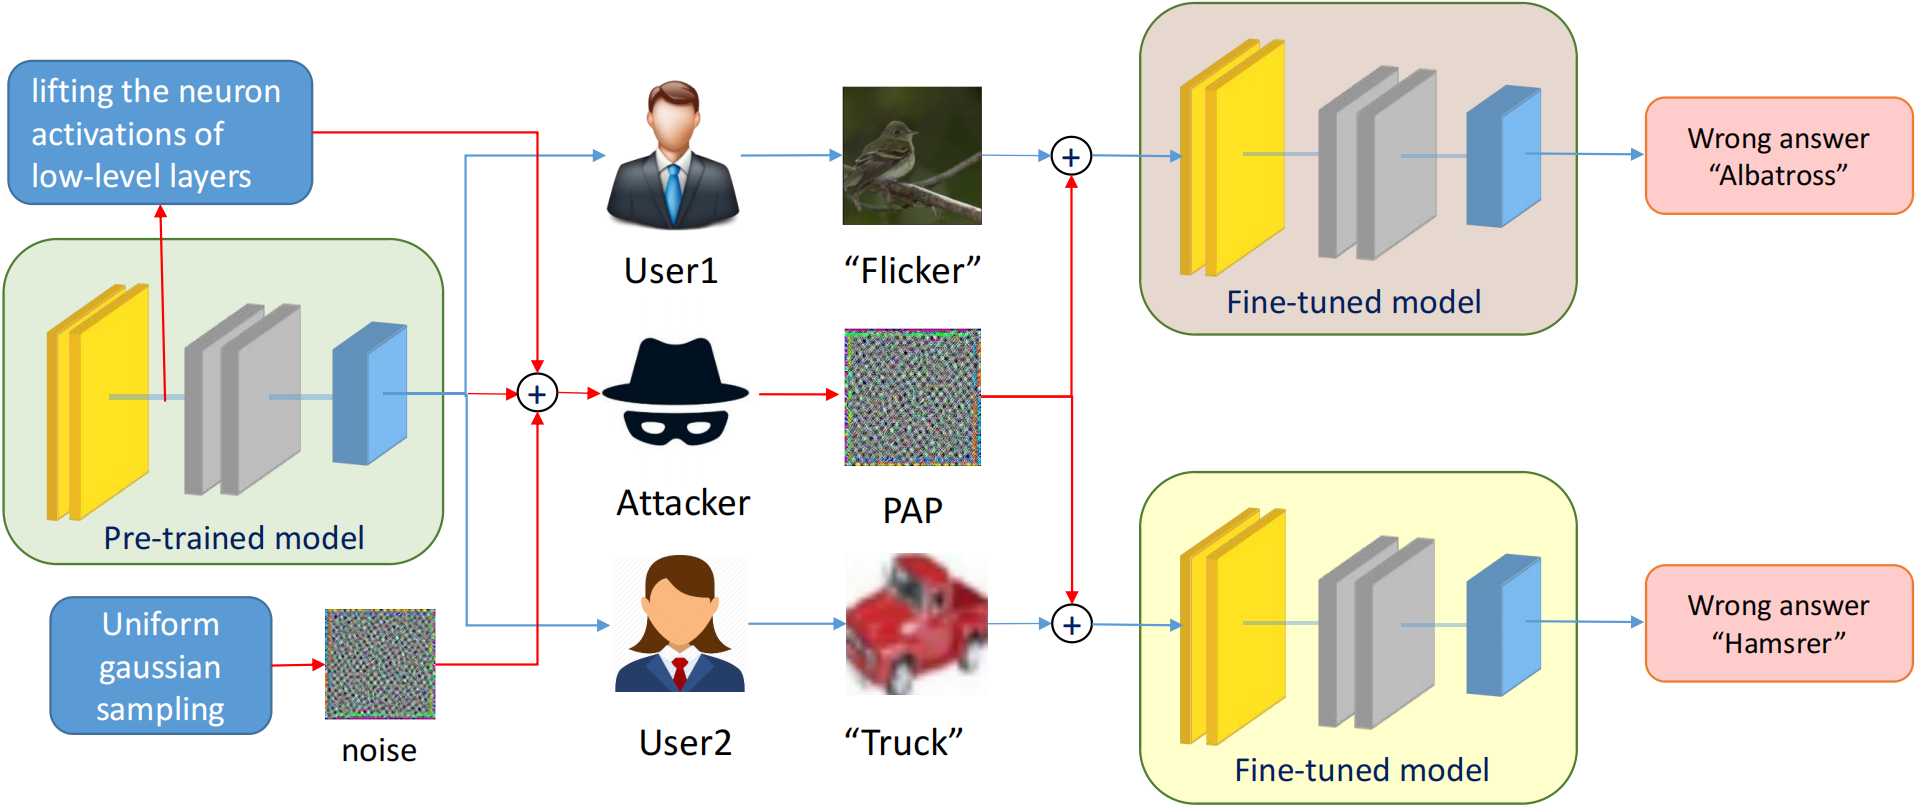 lifting the neuron
activations of
low-level layers
Pre-trained model
Uniform
gaussian
sampling
noise
User1
“Flicker”
Attacker
PAP
User2
“Truck”
Fine-tuned model
Wrong answer
“Albatross”
Fine-tuned model
Wrong answer
“Hamsrer”